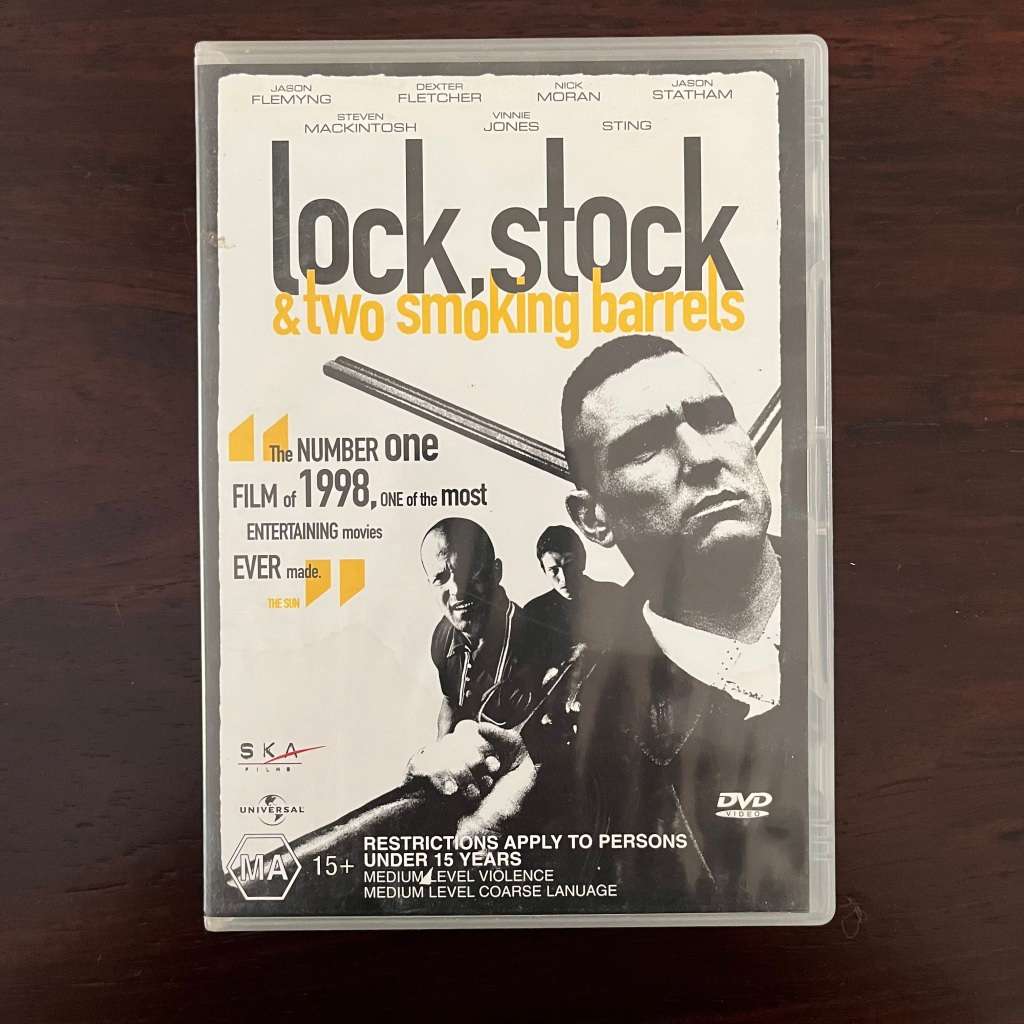 JASON FLEMYNG
DEXTER FLETCHER
NICK MORAN
JASON STATHAM
STEVEN MACKINTOSH
VINNIE JONES
STING
lock, stock
& two smoking barrels
“The NUMBER one
FILM of 1998, ONE of the most
ENTERTAINING movies
EVER made.”
THE SUN
SKA
FILMS
UNIVERSAL
DVD
VIDEO
MA 15+
RESTRICTIONS APPLY TO PERSONS
UNDER 15 YEARS
MEDIUM LEVEL VIOLENCE
MEDIUM LEVEL COARSE LANUAGE